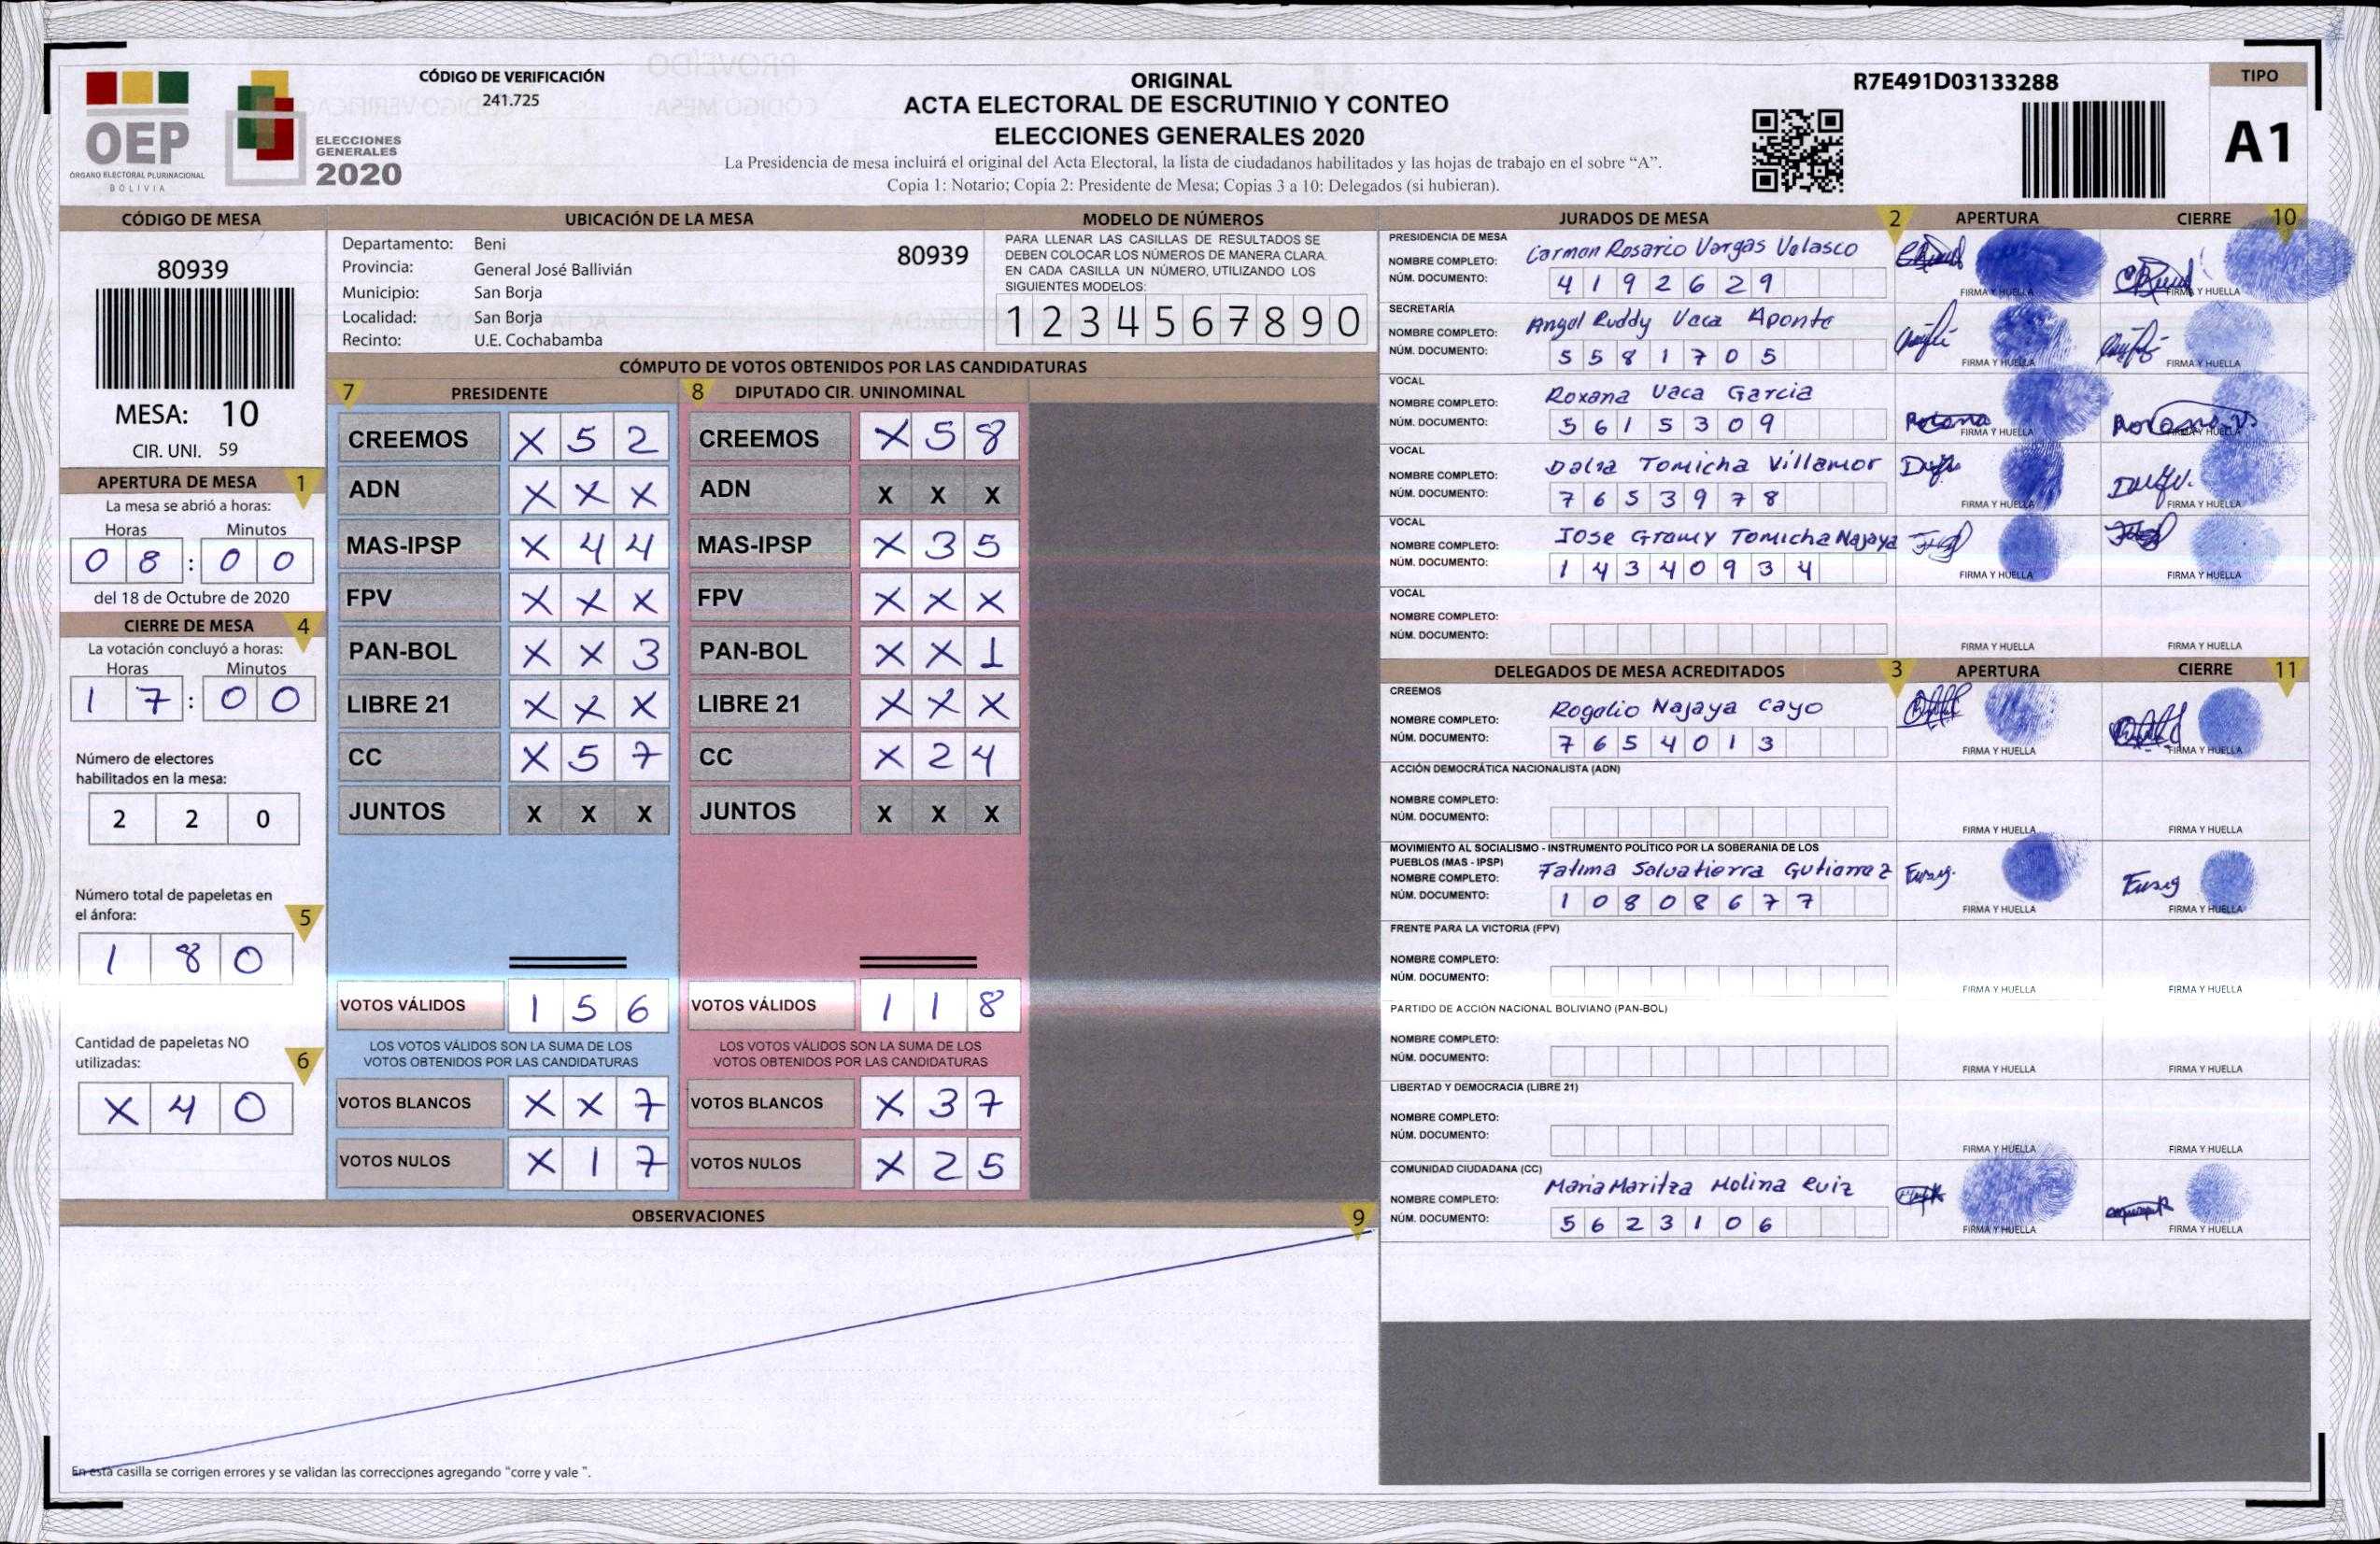 OEP
ÓRGANO ELECTORAL PLURINACIONAL
BOLIVIA
ELECCIONES
GENERALES
2020
CÓDIGO DE VERIFICACIÓN
241.725
ORIGINAL
ACTA ELECTORAL DE ESCRUTINIO Y CONTEO
ELECCIONES GENERALES 2020
La Presidencia de mesa incluirá el original del Acta Electoral, la lista de ciudadanos habilitados y las hojas de trabajo en el sobre “A”.
Copia 1: Notario; Copia 2: Presidente de Mesa; Copias 3 a 10: Delegados (si hubieran).
R7E491D03133288
TIPO
A1
CÓDIGO DE MESA
80939
MESA: 10
CIR. UNI. 59
APERTURA DE MESA 1
La mesa se abrió a horas:
Horas Minutos
0 8 : 0 0
del 18 de Octubre de 2020
CIERRE DE MESA 4
La votación concluyó a horas:
Horas Minutos
1 7 : 0 0
Número de electores
habilitados en la mesa:
2 2 0
Número total de papeletas en
el ánfora: 5
1 8 0
Cantidad de papeletas NO
utilizadas: 6
X 4 0
UBICACIÓN DE LA MESA
Departamento: Beni 80939
Provincia: General José Ballivián
Municipio: San Borja
Localidad: San Borja
Recinto: U.E. Cochabamba
MODELO DE NÚMEROS
PARA LLENAR LAS CASILLAS DE RESULTADOS SE
DEBEN COLOCAR LOS NÚMEROS DE MANERA CLARA.
EN CADA CASILLA UN NÚMERO, UTILIZANDO LOS
SIGUIENTES MODELOS:
1 2 3 4 5 6 7 8 9 0
CÓMPUTO DE VOTOS OBTENIDOS POR LAS CANDIDATURAS
7 PRESIDENTE 8 DIPUTADO CIR. UNINOMINAL
CREEMOS X 5 2 CREEMOS X 5 8
ADN X X X ADN X X X
MAS-IPSP X 4 4 MAS-IPSP X 3 5
FPV X X X FPV X X X
PAN-BOL X X 3 PAN-BOL X X 1
LIBRE 21 X X X LIBRE 21 X X X
CC X 5 7 CC X 2 4
JUNTOS X X X JUNTOS X X X
VOTOS VÁLIDOS 1 5 6 VOTOS VÁLIDOS 1 1 8
LOS VOTOS VÁLIDOS SON LA SUMA DE LOS LOS VOTOS VÁLIDOS SON LA SUMA DE LOS
VOTOS OBTENIDOS POR LAS CANDIDATURAS VOTOS OBTENIDOS POR LAS CANDIDATURAS
VOTOS BLANCOS X X 7 VOTOS BLANCOS X 3 7
VOTOS NULOS X 1 7 VOTOS NULOS X 2 5
OBSERVACIONES 9
En esta casilla se corrigen errores y se validan las correcciones agregando "corre y vale ".
JURADOS DE MESA 2 APERTURA CIERRE 10
PRESIDENCIA DE MESA
NOMBRE COMPLETO: Carmen Rosario Vargas Velasco
NÚM. DOCUMENTO: 4 1 9 2 6 2 9
FIRMA Y HUELLA FIRMA Y HUELLA
SECRETARÍA
NOMBRE COMPLETO: Angel Ruddy Vaca Aponte
NÚM. DOCUMENTO: 5 5 8 1 7 0 5
FIRMA Y HUELLA FIRMA Y HUELLA
VOCAL
NOMBRE COMPLETO: Roxana Vaca Garcia
NÚM. DOCUMENTO: 5 6 1 5 3 0 9
FIRMA Y HUELLA FIRMA Y HUELLA
VOCAL
NOMBRE COMPLETO: Dalia Tomicha Villamor
NÚM. DOCUMENTO: 7 6 5 3 9 7 8
FIRMA Y HUELLA FIRMA Y HUELLA
VOCAL
NOMBRE COMPLETO: Jose Tomicha Najaya
NÚM. DOCUMENTO: 1 4 3 4 0 9 3 4
FIRMA Y HUELLA FIRMA Y HUELLA
VOCAL
NOMBRE COMPLETO:
NÚM. DOCUMENTO:
FIRMA Y HUELLA FIRMA Y HUELLA
DELEGADOS DE MESA ACREDITADOS 3 APERTURA CIERRE 11
CREEMOS
NOMBRE COMPLETO: Rogelio Najaya Cayo
NÚM. DOCUMENTO: 7 6 5 4 0 1 3
FIRMA Y HUELLA FIRMA Y HUELLA
ACCIÓN DEMOCRÁTICA NACIONALISTA (ADN)
NOMBRE COMPLETO:
NÚM. DOCUMENTO:
FIRMA Y HUELLA FIRMA Y HUELLA
MOVIMIENTO AL SOCIALISMO - INSTRUMENTO POLÍTICO POR LA SOBERANIA DE LOS
PUEBLOS (MAS - IPSP)
NOMBRE COMPLETO: Fatima Salvatierra Gutierrez
NÚM. DOCUMENTO: 1 0 8 0 8 6 7 7
FIRMA Y HUELLA FIRMA Y HUELLA
FRENTE PARA LA VICTORIA (FPV)
NOMBRE COMPLETO:
NÚM. DOCUMENTO:
FIRMA Y HUELLA FIRMA Y HUELLA
PARTIDO DE ACCIÓN NACIONAL BOLIVIANO (PAN-BOL)
NOMBRE COMPLETO:
NÚM. DOCUMENTO:
FIRMA Y HUELLA FIRMA Y HUELLA
LIBERTAD Y DEMOCRACIA (LIBRE 21)
NOMBRE COMPLETO:
NÚM. DOCUMENTO:
FIRMA Y HUELLA FIRMA Y HUELLA
COMUNIDAD CIUDADANA (CC)
NOMBRE COMPLETO: Maria Maritza Molina Ruiz
NÚM. DOCUMENTO: 5 6 2 3 1 0 6
FIRMA Y HUELLA FIRMA Y HUELLA